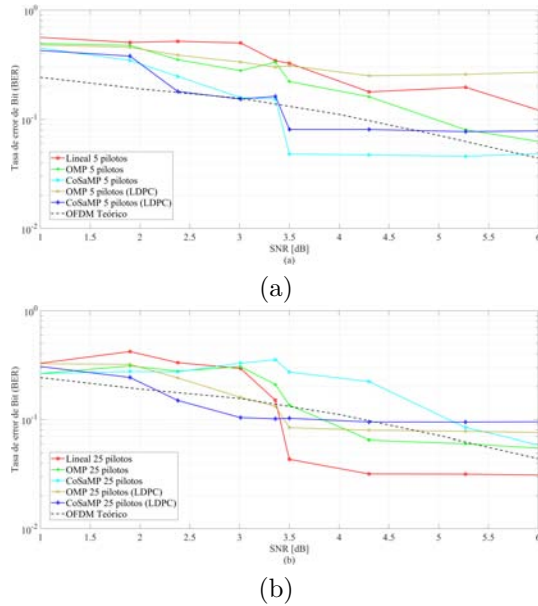 10^0
10^-1
10^-2
Tasa de error de Bit (BER)
Lineal 5 pilotos
OMP 5 pilotos
CoSaMP 5 pilotos
OMP 5 pilotos (LDPC)
CoSaMP 5 pilotos (LDPC)
OFDM Teórico
1 1.5 2 2.5 3 3.5 4 4.5 5 5.5 6
SNR [dB]
(a)
(a)
10^0
10^-1
10^-2
Tasa de error de Bit (BER)
Lineal 25 pilotos
OMP 25 pilotos
CoSaMP 25 pilotos
OMP 25 pilotos (LDPC)
CoSaMP 25 pilotos (LDPC)
OFDM Teórico
1 1.5 2 2.5 3 3.5 4 4.5 5 5.5 6
SNR [dB]
(b)
(b)